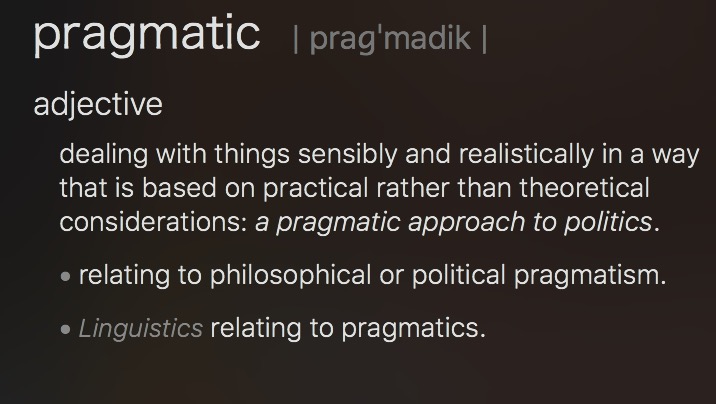 pragmatic | prag'madik |
adjective
dealing with things sensibly and realistically in a way
that is based on practical rather than theoretical
considerations: a pragmatic approach to politics.
• relating to philosophical or political pragmatism.
• Linguistics relating to pragmatics.